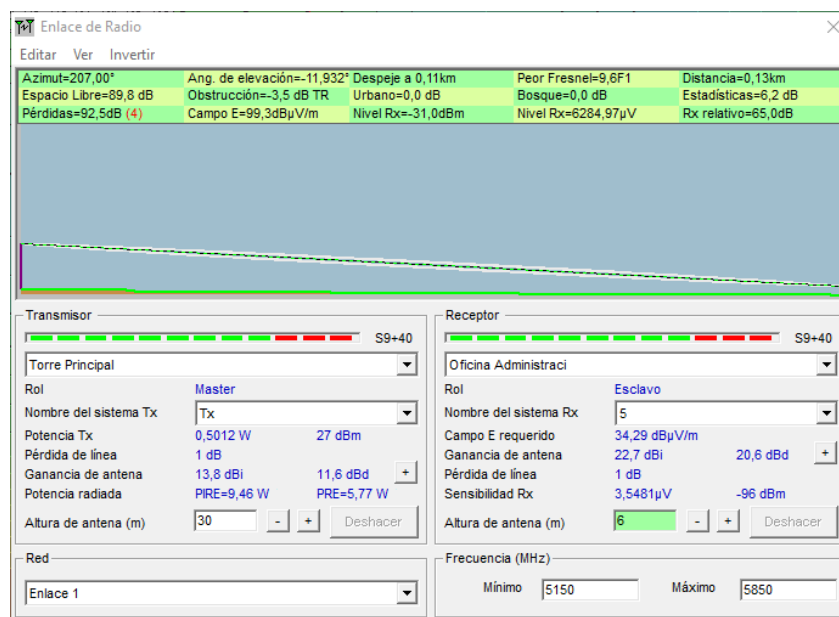 Enlace de Radio
Editar Ver Invertir
Azimut=207,00° Ang. de elevación=-11,932° Despeje a 0,11km Peor Fresnel=9,6F1 Distancia=0,13km
Espacio Libre=89,8 dB Obstrucción=-3,5 dB TR Urbano=0,0 dB Bosque=0,0 dB Estadísticas=6,2 dB
Pérdidas=92,5dB (4) Campo E=99,3dBµV/m Nivel Rx=-31,0dBm Nivel Rx=6284,97µV Rx relativo=65,0dB
Transmisor
S9+40
Torre Principal
Rol Master
Nombre del sistema Tx Tx
Potencia Tx 0,5012 W 27 dBm
Pérdida de línea 1 dB
Ganancia de antena 13,8 dBi 11,6 dBd +
Potencia radiada PIRE=9,46 W PRE=5,77 W
Altura de antena (m) 30 - + Deshacer
Receptor
S9+40
Oficina Administraci
Rol Esclavo
Nombre del sistema Rx 5
Campo E requerido 34,29 dBµV/m
Ganancia de antena 22,7 dBi 20,6 dBd +
Pérdida de línea 1 dB
Sensibilidad Rx 3,5481µV -96 dBm
Altura de antena (m) 6 - + Deshacer
Red
Enlace 1
Frecuencia (MHz)
Mínimo 5150 Máximo 5850